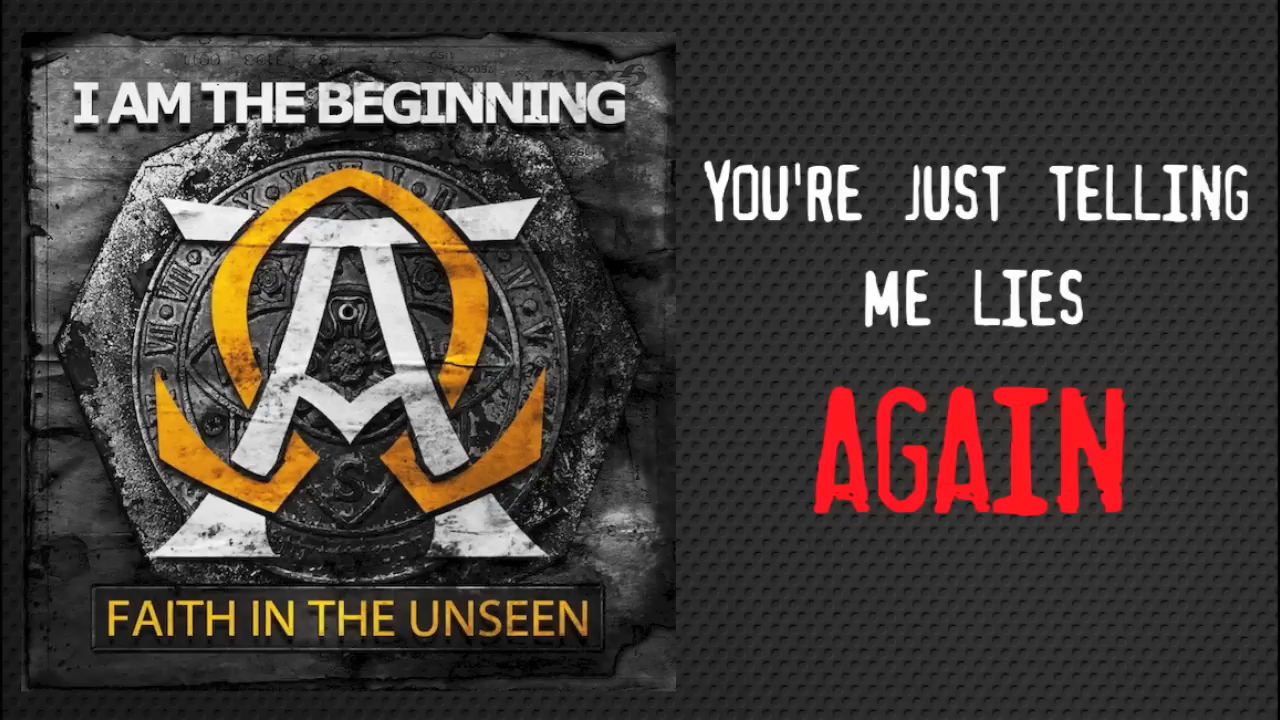 I AM THE BEGINNING
FAITH IN THE UNSEEN
YOU'RE JUST TELLING
ME LIES
AGAIN